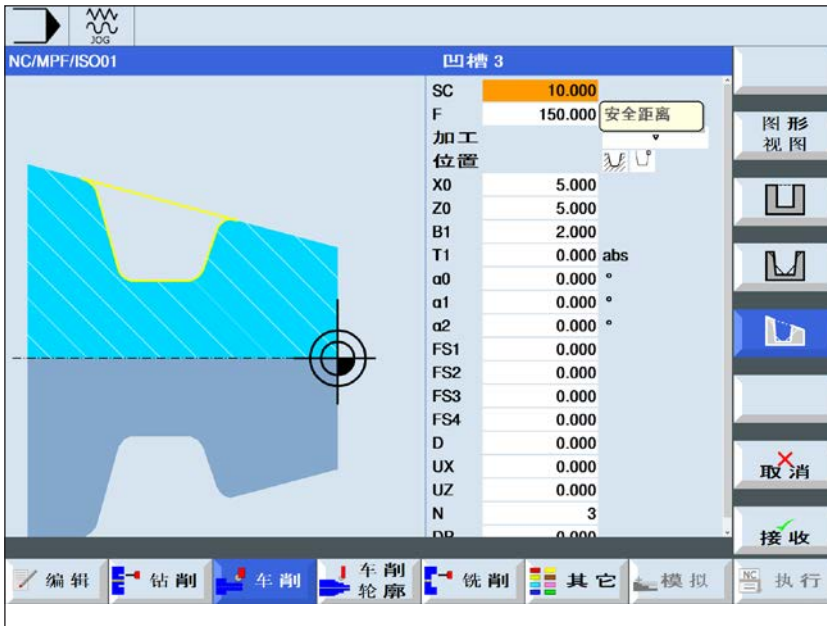 JOG
NC/MPF/ISO01
凹槽 3
SC 10.000
F 150.000
安全距离
加工
位置
X0 5.000
Z0 5.000
B1 2.000
T1 0.000 abs
α0 0.000 °
α1 0.000 °
α2 0.000 °
FS1 0.000
FS2 0.000
FS3 0.000
FS4 0.000
D 0.000
UX 0.000
UZ 0.000
N 3
图形
视图
取消
接收
编辑
钻削
车削
车削
轮廓
铣削
其它
模拟
NC
执行